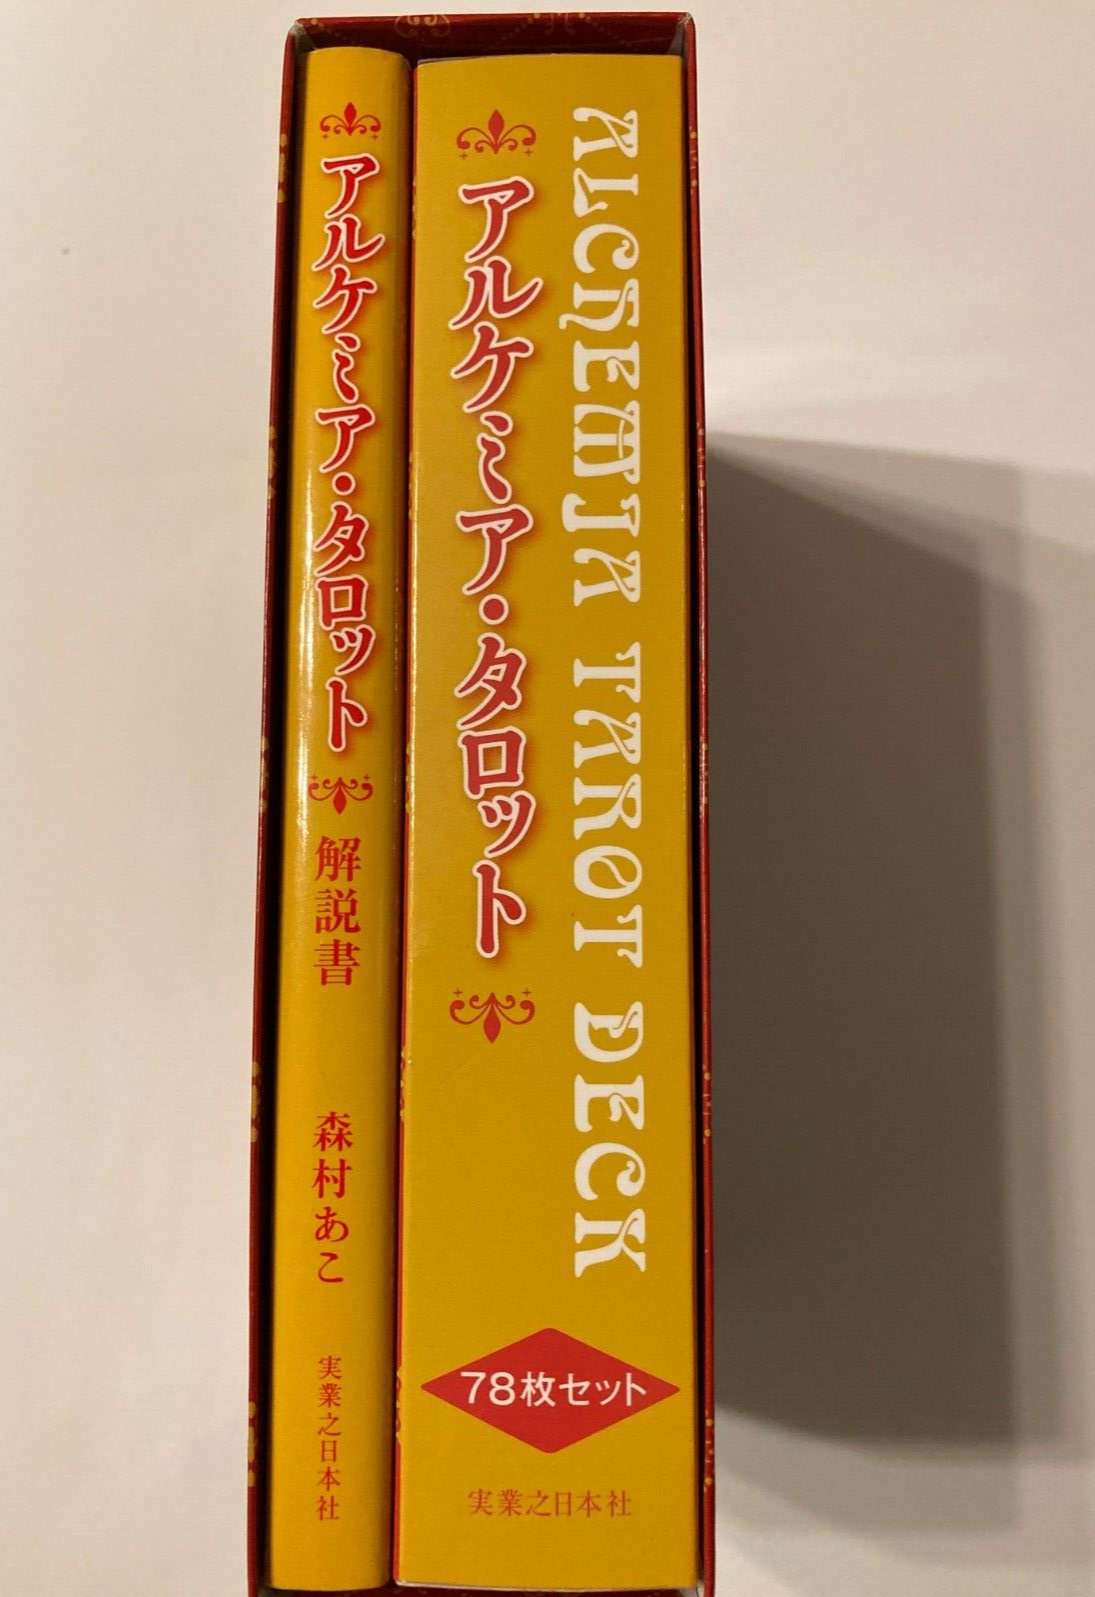 アルケミア・タロット
解説書
森村あこ
実業之日本社
アルケミア・タロット
ALCHEMIA TAROT DECK
78枚セット
実業之日本社